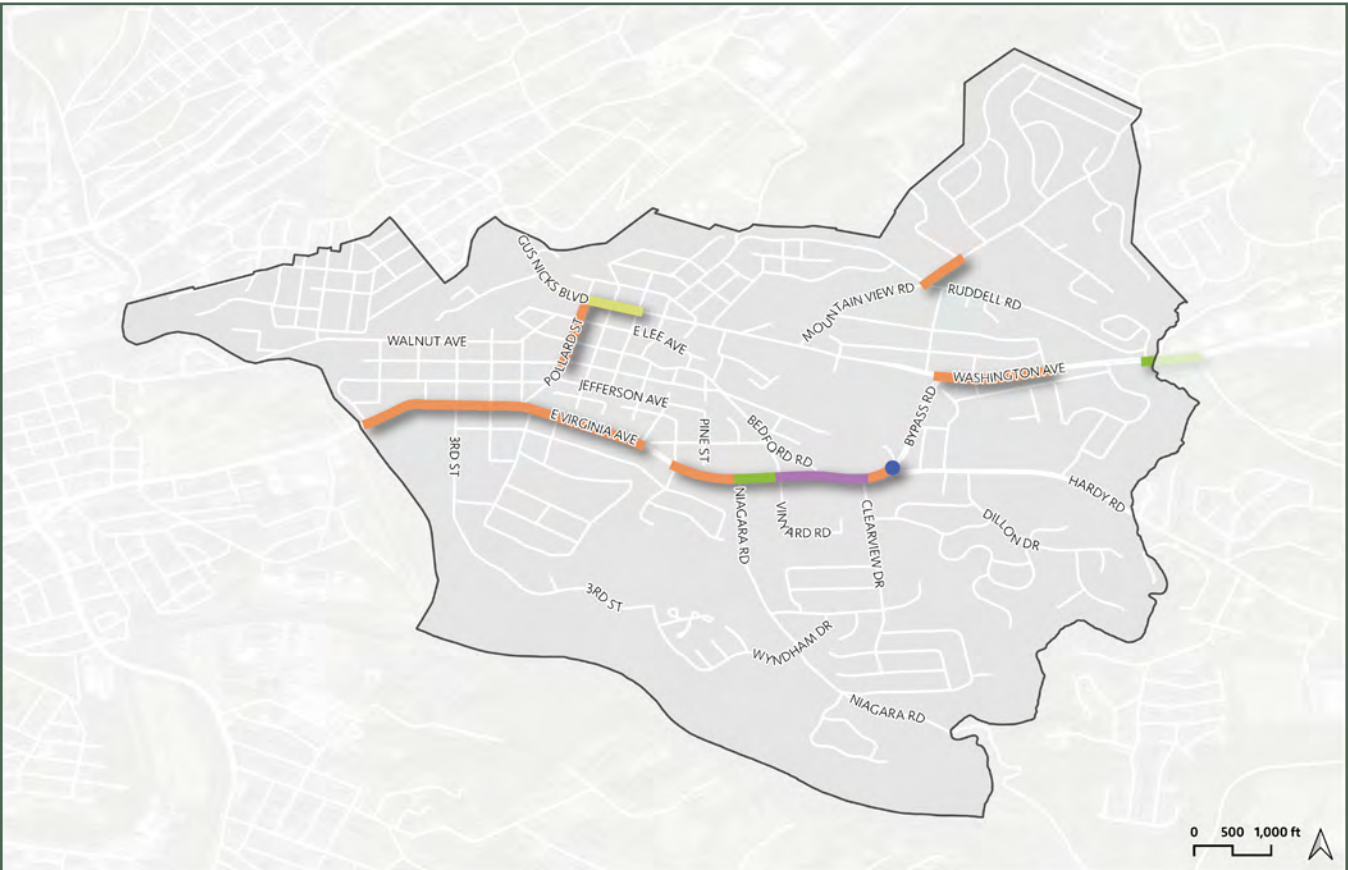 GUS NICKS BLVD
MOUNTAIN VIEW RD
RUDDELL RD
WALNUT AVE
POLLARD ST
E LEE AVE
WASHINGTON AVE
JEFFERSON AVE
BYPASS RD
E VIRGINIA AVE
PINE ST
BEDFORD RD
3RD ST
HARDY RD
NIAGARA RD
VINYARD RD
CLEARVIEW DR
DILLON DR
3RD ST
WYNDHAM DR
NIAGARA RD
0 500 1,000 ft